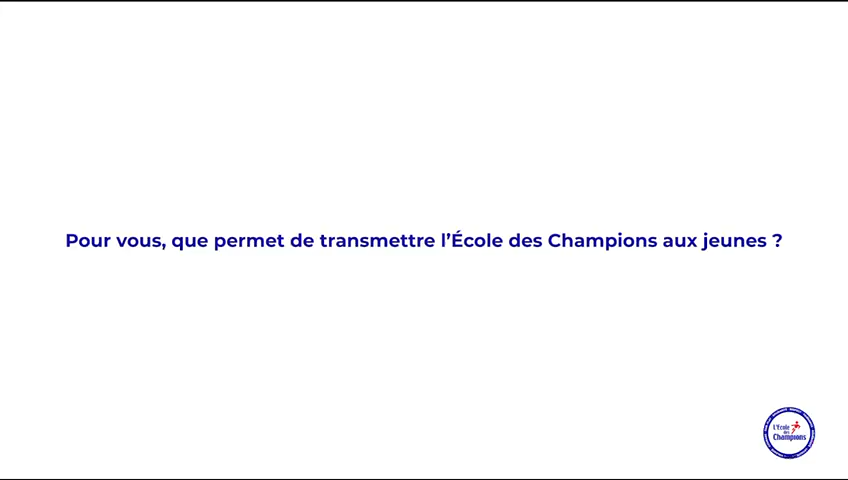 Pour vous, que permet de transmettre l’École des Champions aux jeunes ?
L'École
des
Champions